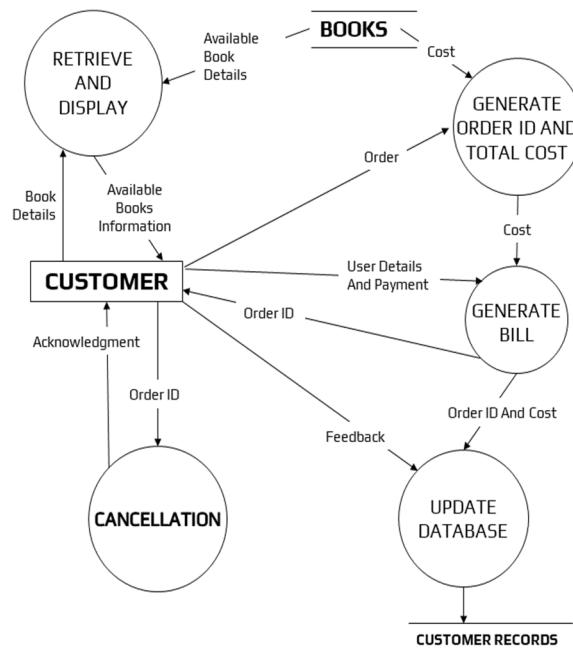 BOOKS
Available
Book
Details
Cost
RETRIEVE
AND
DISPLAY
GENERATE
ORDER ID AND
TOTAL COST
Order
Book
Details
Available
Books
Information
Cost
CUSTOMER
User Details
And Payment
Order ID
GENERATE
BILL
Acknowledgment
Order ID
Order ID And Cost
Feedback
CANCELLATION
UPDATE
DATABASE
CUSTOMER RECORDS